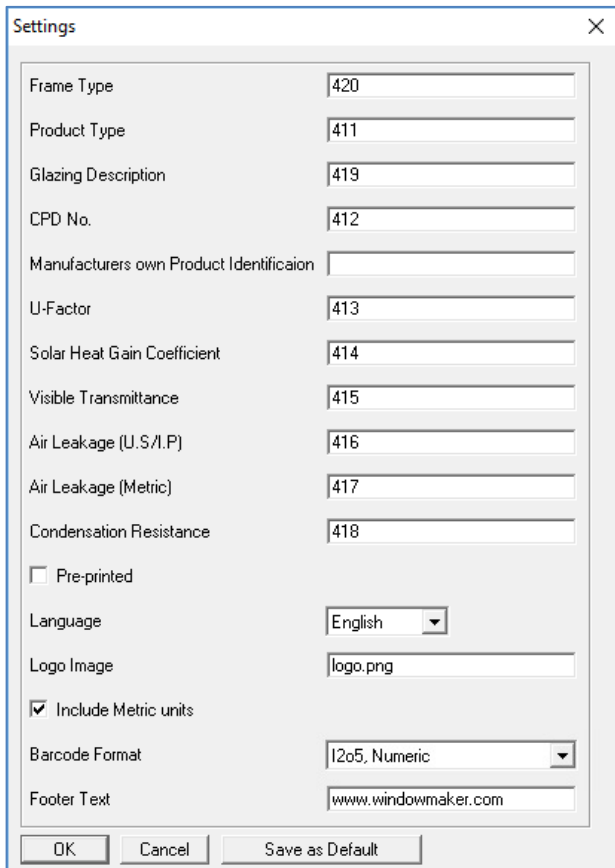 Settings
Frame Type 420
Product Type 411
Glazing Description 419
CPD No. 412
Manufacturers own Product Identificaion
U-Factor 413
Solar Heat Gain Coefficient 414
Visible Transmittance 415
Air Leakage (U.S/I.P) 416
Air Leakage (Metric) 417
Condensation Resistance 418
Pre-printed
Language English
Logo Image logo.png
Include Metric units
Barcode Format I2o5, Numeric
Footer Text www.windowmaker.com
OK Cancel Save as Default